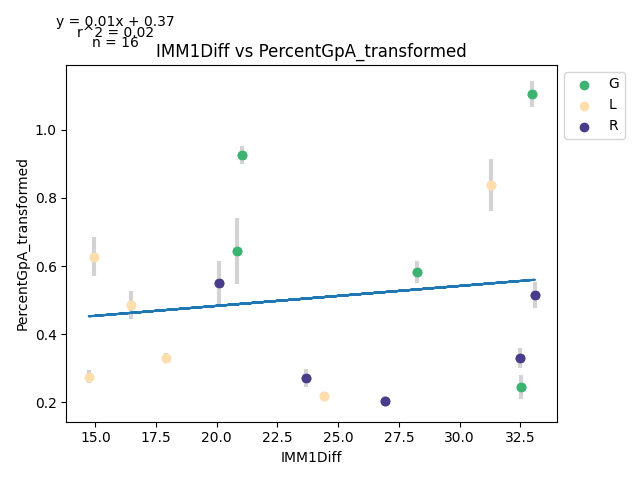 y = 0.01x + 0.37
r^2 = 0.02
n = 16
IMM1Diff vs PercentGpA_transformed
G
L
R
PercentGpA_transformed
1.0
0.8
0.6
0.4
0.2
15.0 17.5 20.0 22.5 25.0 27.5 30.0 32.5
IMM1Diff